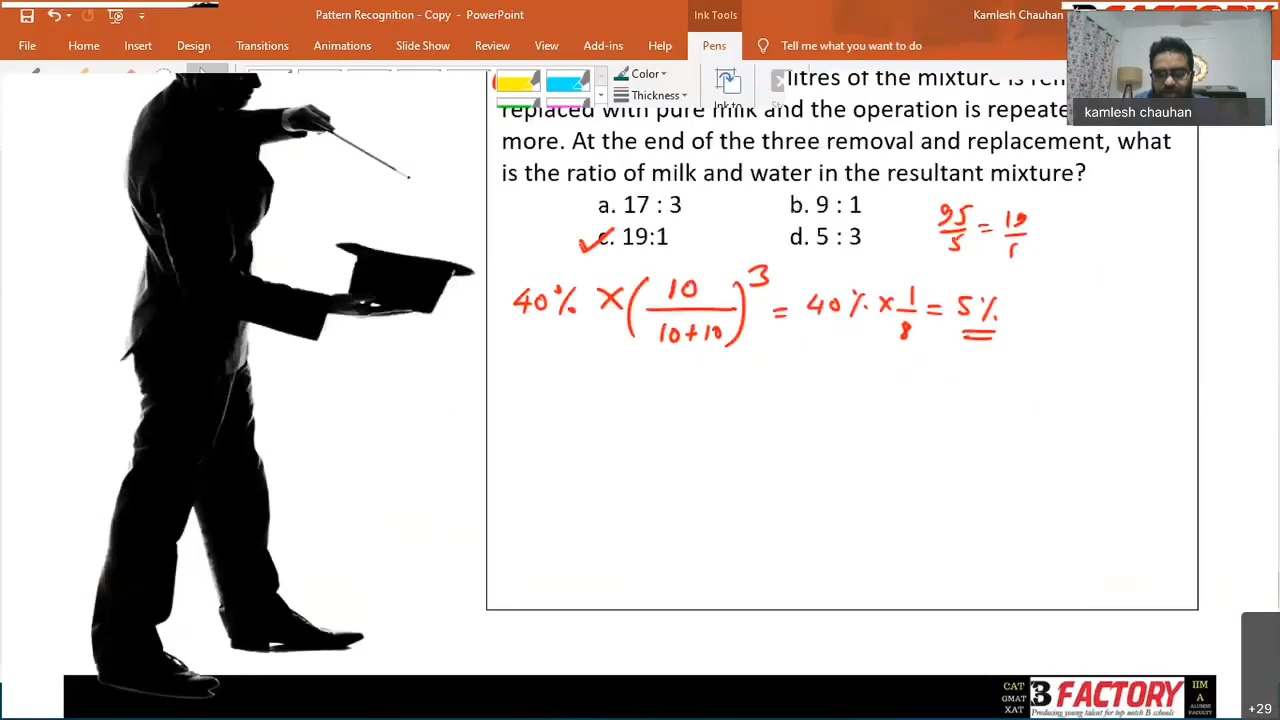 Pattern Recognition - Copy - PowerPoint
Ink Tools
Kamlesh Chauhan
File Home Insert Design Transitions Animations Slide Show Review View Add-ins Help Pens Tell me what you want to do
Color
Thickness
Ink to
kamlesh chauhan
litres of the mixture is
replaced with pure milk and the operation is
more. At the end of the three removal and replacement, what
is the ratio of milk and water in the resultant mixture?
a. 17 : 3 b. 9 : 1
c. 19:1 d. 5 : 3
95/5 = 19/1
40% × (10/(10+10))^3 = 40% × 1/8 = 5%
CAT
GMAT
XAT
B FACTORY
Producing young talent for top notch B schools
IIM
A
ALUMNI
FACULTY
+29